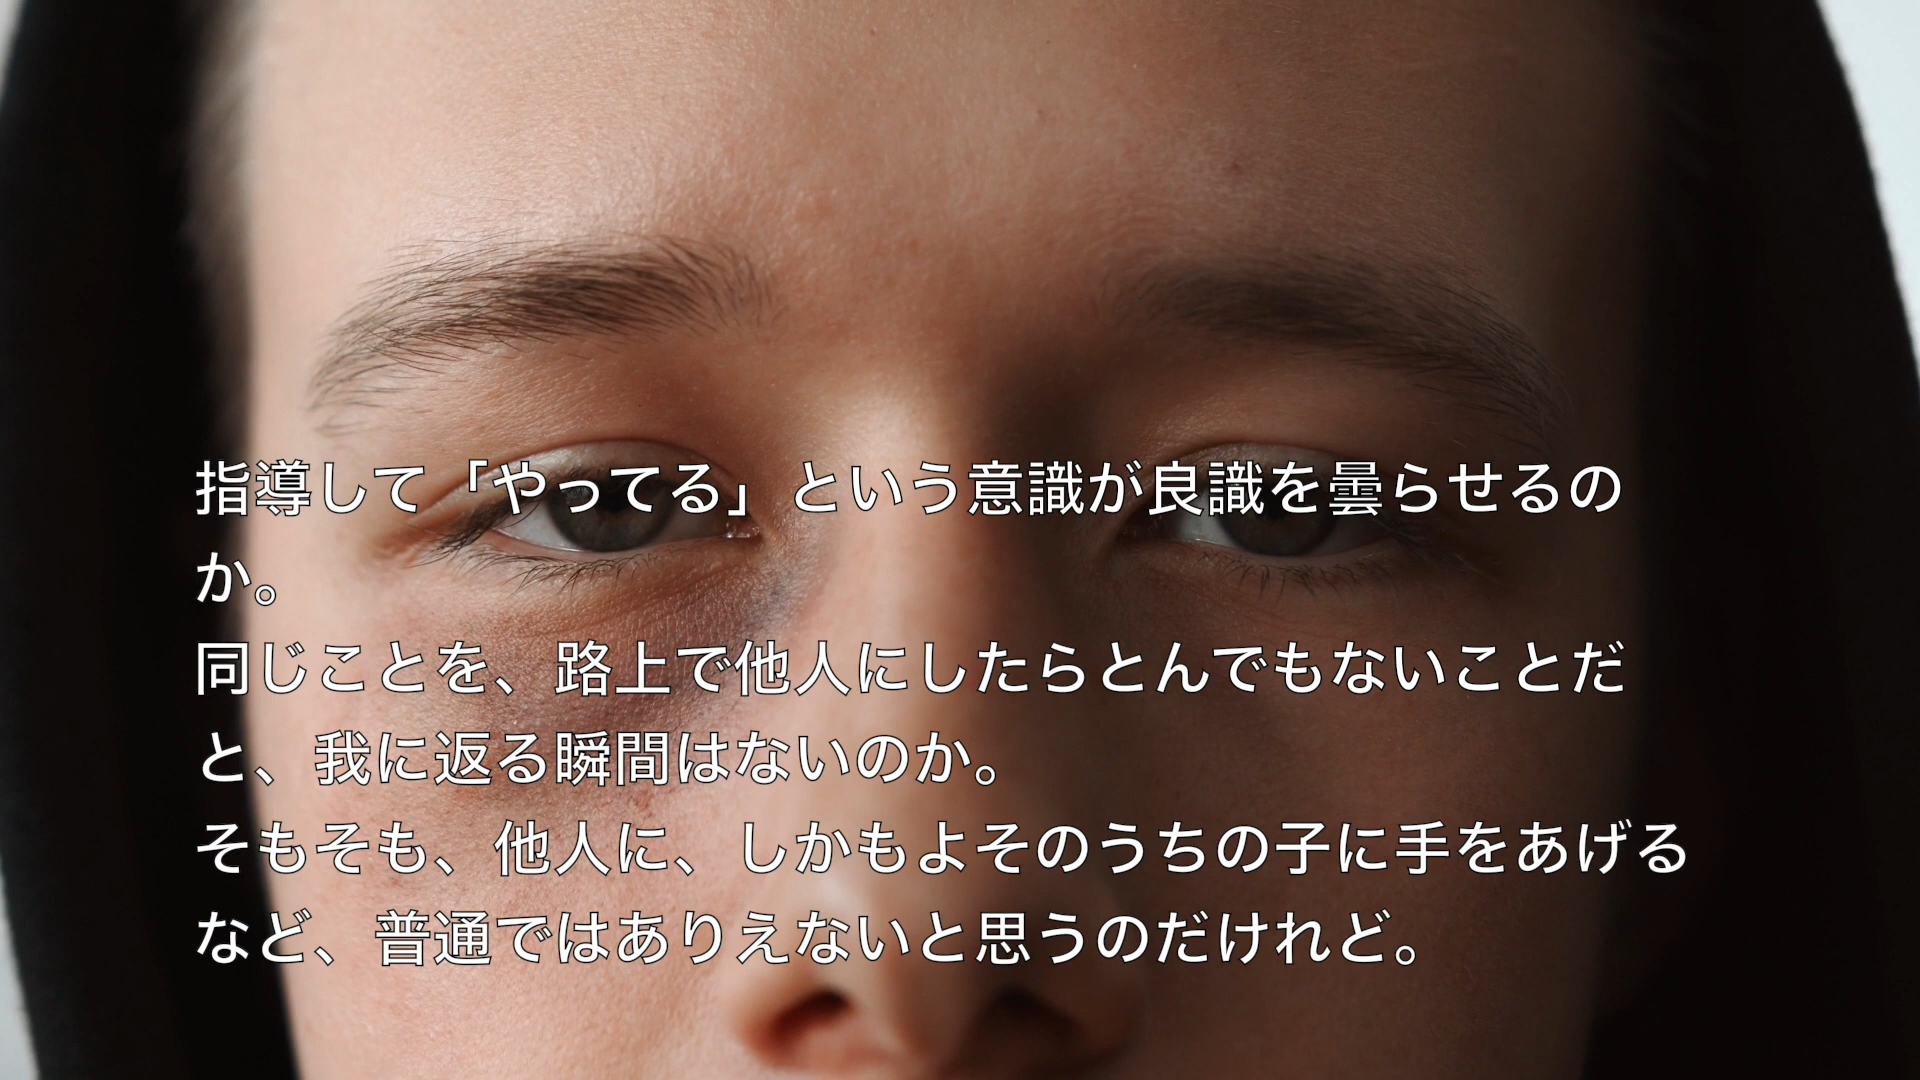 指導して「やってる」という意識が良識を曇らせるの
か。
同じことを、路上で他人にしたらとんでもないことだ
と、我に返る瞬間はないのか。
そもそも、他人に、しかもよそのうちの子に手をあげる
など、普通ではありえないと思うのだけれど。